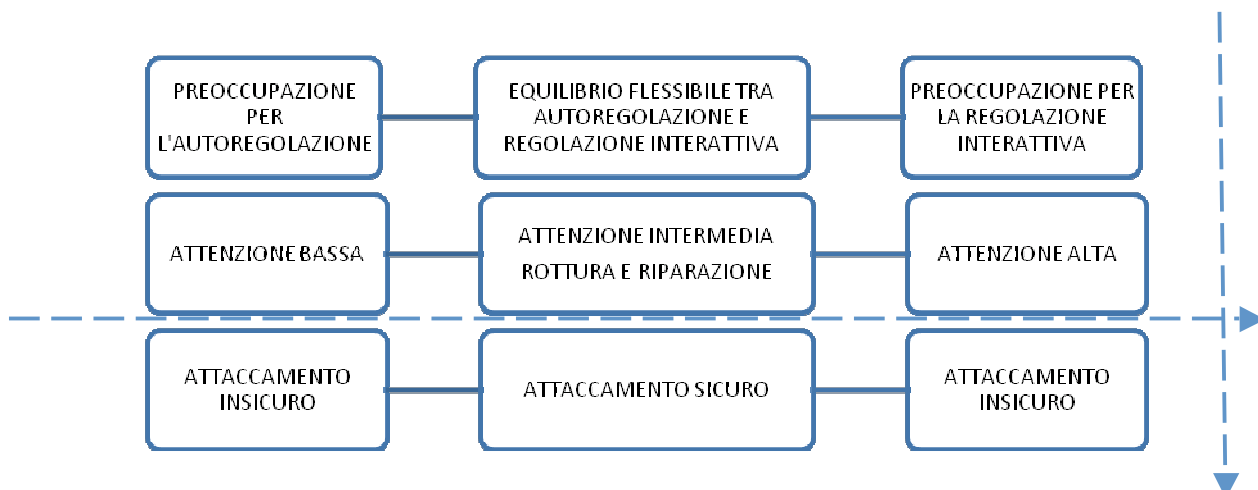 PREOCCUPAZIONE
PER
L'AUTOREGOLAZIONE
EQUILIBRIO FLESSIBILE TRA
AUTOREGOLAZIONE E
REGOLAZIONE INTERATTIVA
PREOCCUPAZIONE PER
LA REGOLAZIONE
INTERATTIVA
ATTENZIONE BASSA
ATTENZIONE INTERMEDIA
ROTTURA E RIPARAZIONE
ATTENZIONE ALTA
ATTACCAMENTO
INSICURO
ATTACCAMENTO SICURO
ATTACCAMENTO
INSICURO